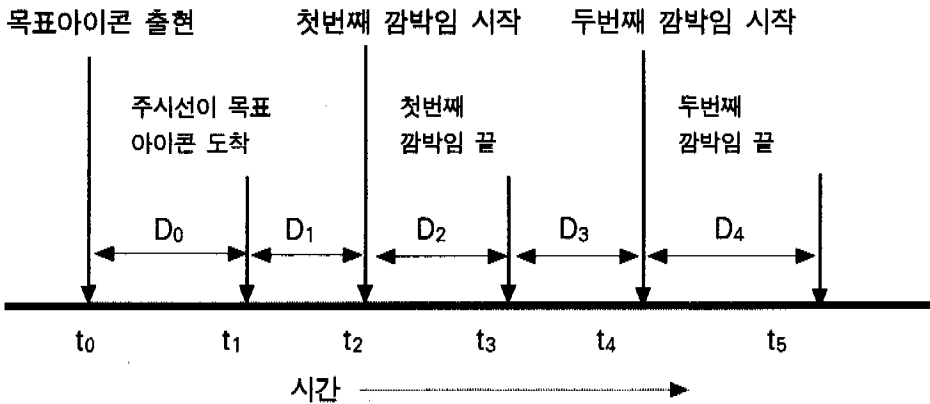 목표아이콘 출현
첫번째 깜박임 시작
두번째 깜박임 시작
주시선이 목표
아이콘 도착
첫번째
깜박임 끝
두번째
깜박임 끝
D0
D1
D2
D3
D4
t0
t1
t2
t3
t4
t5
시간